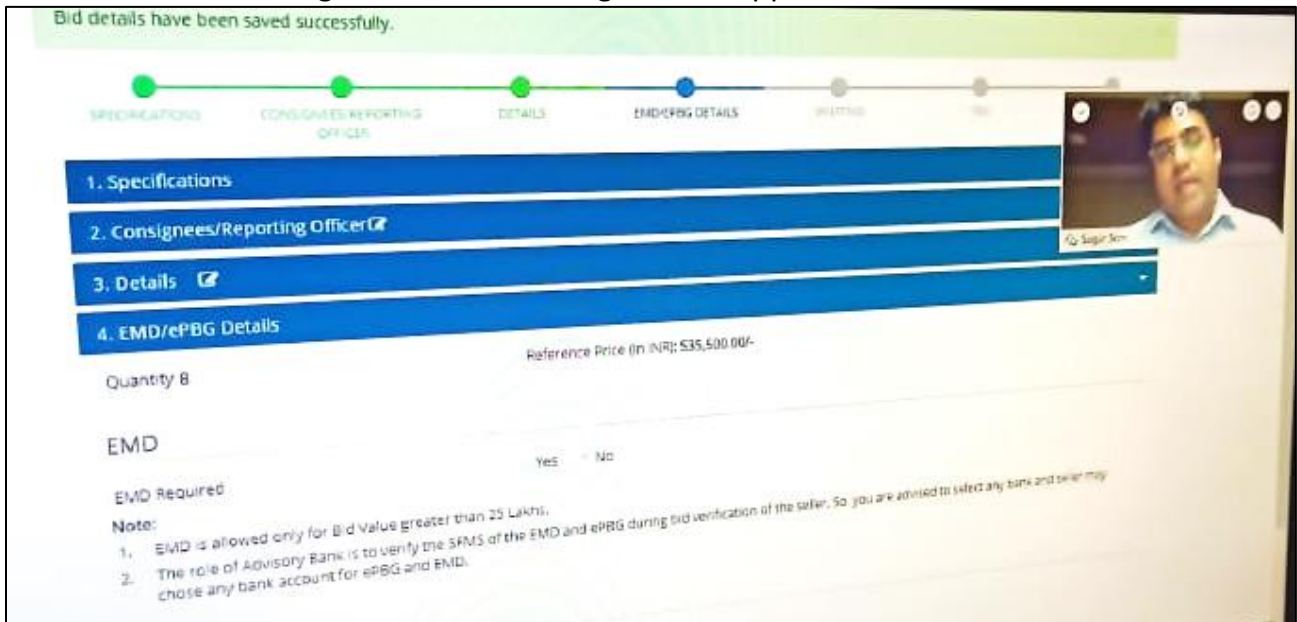 Bid details have been saved successfully.
SPECIFICATIONS
CONSIGNEES/REPORTING OFFICER
DETAILS
EMD/EPBG DETAILS
1. Specifications
2. Consignees/Reporting Officer
3. Details
4. EMD/ePBG Details
Quantity 8
Reference Price (in INR): 535,500.00/-
EMD
EMD Required
Yes No
Note:
1. EMD is allowed only for Bid Value greater than 25 Lakhs.
2. The role of Advisory Bank is to verify the SFMS of the EMD and ePBG during bid verification of the seller. So, you are advised to select any bank and seller may
chose any bank account for ePBG and EMD.